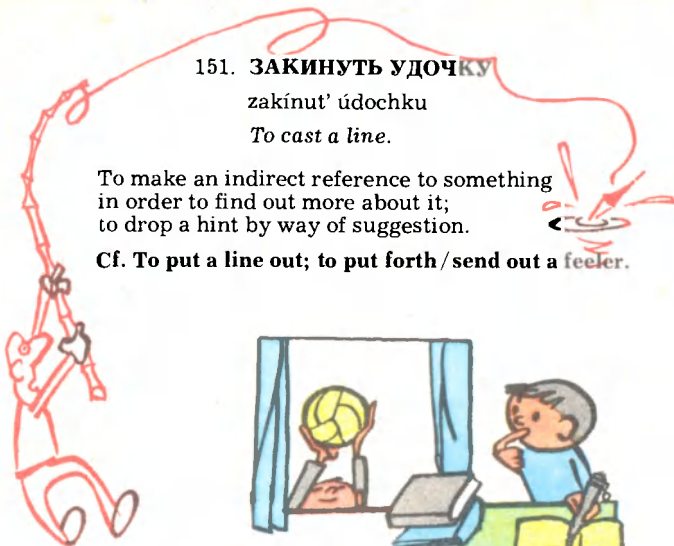 151. ЗАКИНУТЬ УДОЧКУ
zakínut’ údochku
To cast a line.
To make an indirect reference to something
in order to find out more about it;
to drop a hint by way of suggestion.
Cf. To put a line out; to put forth/send out a feeler.